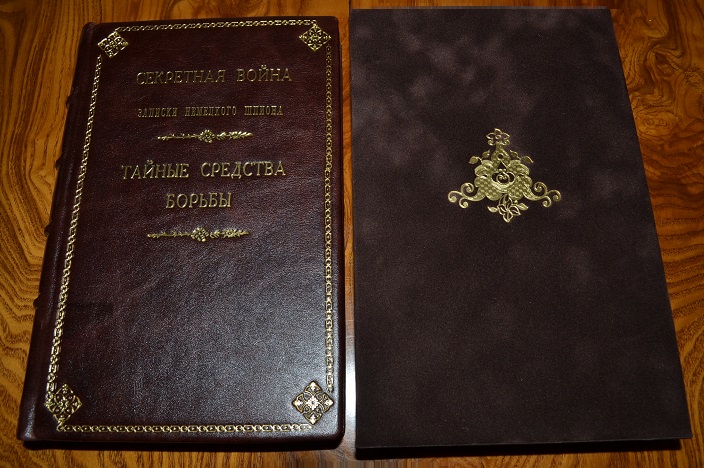 СЕКРЕТНАЯ ВОЙНА
ЗАПИСКИ НЕМЕЦКОГО ШПИОНА
ТАЙНЫЕ СРЕДСТВА
БОРЬБЫ